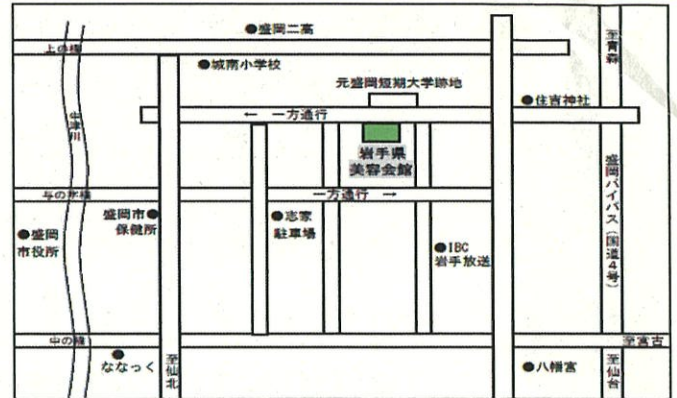 ●盛岡二高
上の橋
●城南小学校
至青森
元盛岡短期大学跡地
●住吉神社
中津川
← 一方通行
岩手県
美容会館
盛岡バイパス（国道4号）
与の字橋
一方通行 →
盛岡市●
保健所
●志家
駐車場
●盛岡
市役所
●IBC
岩手放送
中の橋
至宮古
●
ななっく
至仙北
●八幡宮
至仙台